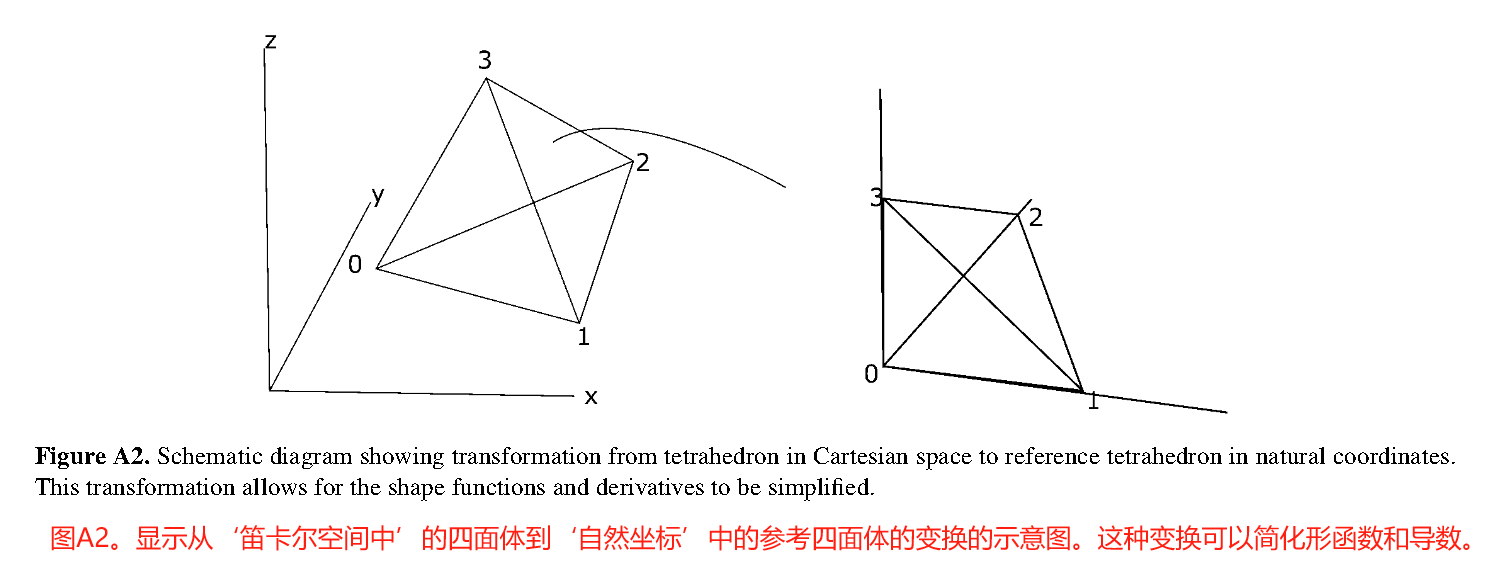 z
3
2
y
0
1
x
3
2
0
1
Figure A2. Schematic diagram showing transformation from tetrahedron in Cartesian space to reference tetrahedron in natural coordinates.
This transformation allows for the shape functions and derivatives to be simplified.
图A2。显示从‘笛卡尔空间中’的四面体到‘自然坐标’中的参考四面体的变换的示意图。这种变换可以简化形函数和导数。